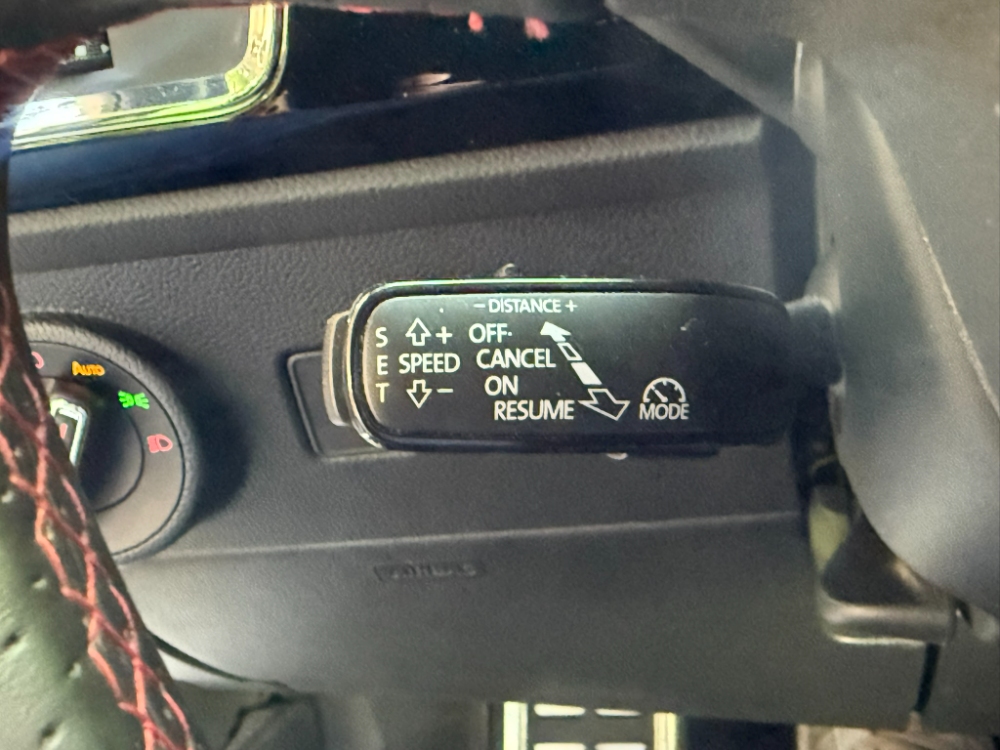 - DISTANCE +
S + OFF
E SPEED CANCEL
T - ON
RESUME MODE
AUTO